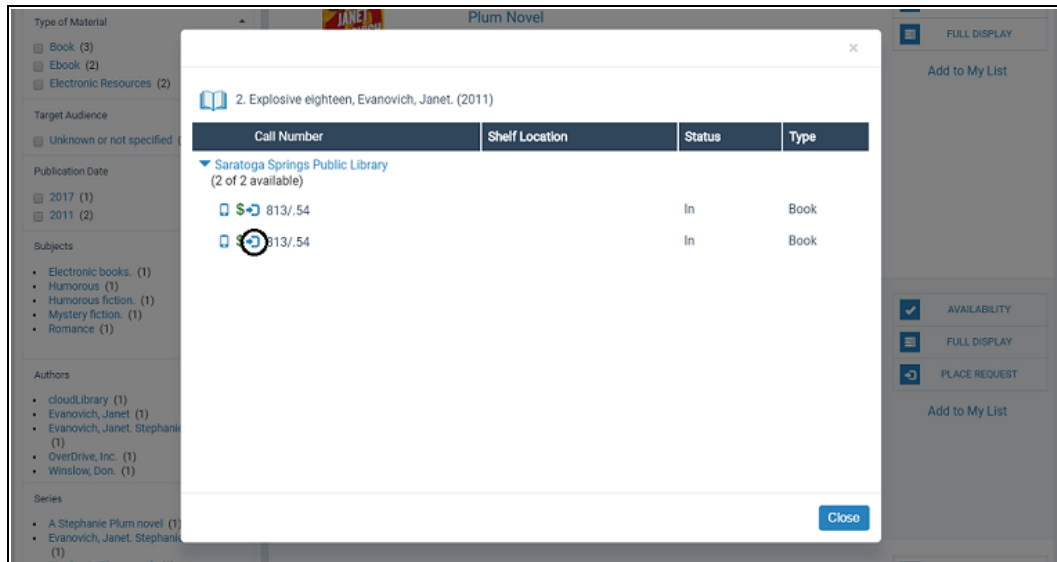 Type of Material
Book (3)
Ebook (2)
Electronic Resources (2)
Target Audience
Unknown or not specified (
Publication Date
2017 (1)
2011 (2)
Subjects
Electronic books. (1)
Humorous (1)
Humorous fiction. (1)
Mystery fiction. (1)
Romance (1)
Authors
cloudLibrary (1)
Evanovich, Janet (1)
Evanovich, Janet. Stephanie
(1)
OverDrive, Inc. (1)
Winslow, Don. (1)
Series
A Stephanie Plum novel (1)
Evanovich, Janet. Stephanie
(1)
JANET
Plum Novel
×
2. Explosive eighteen, Evanovich, Janet. (2011)
Call Number Shelf Location Status Type
Saratoga Springs Public Library
(2 of 2 available)
$ 813/.54 In Book
$ 813/.54 In Book
Close
FULL DISPLAY
Add to My List
AVAILABILITY
FULL DISPLAY
PLACE REQUEST
Add to My List